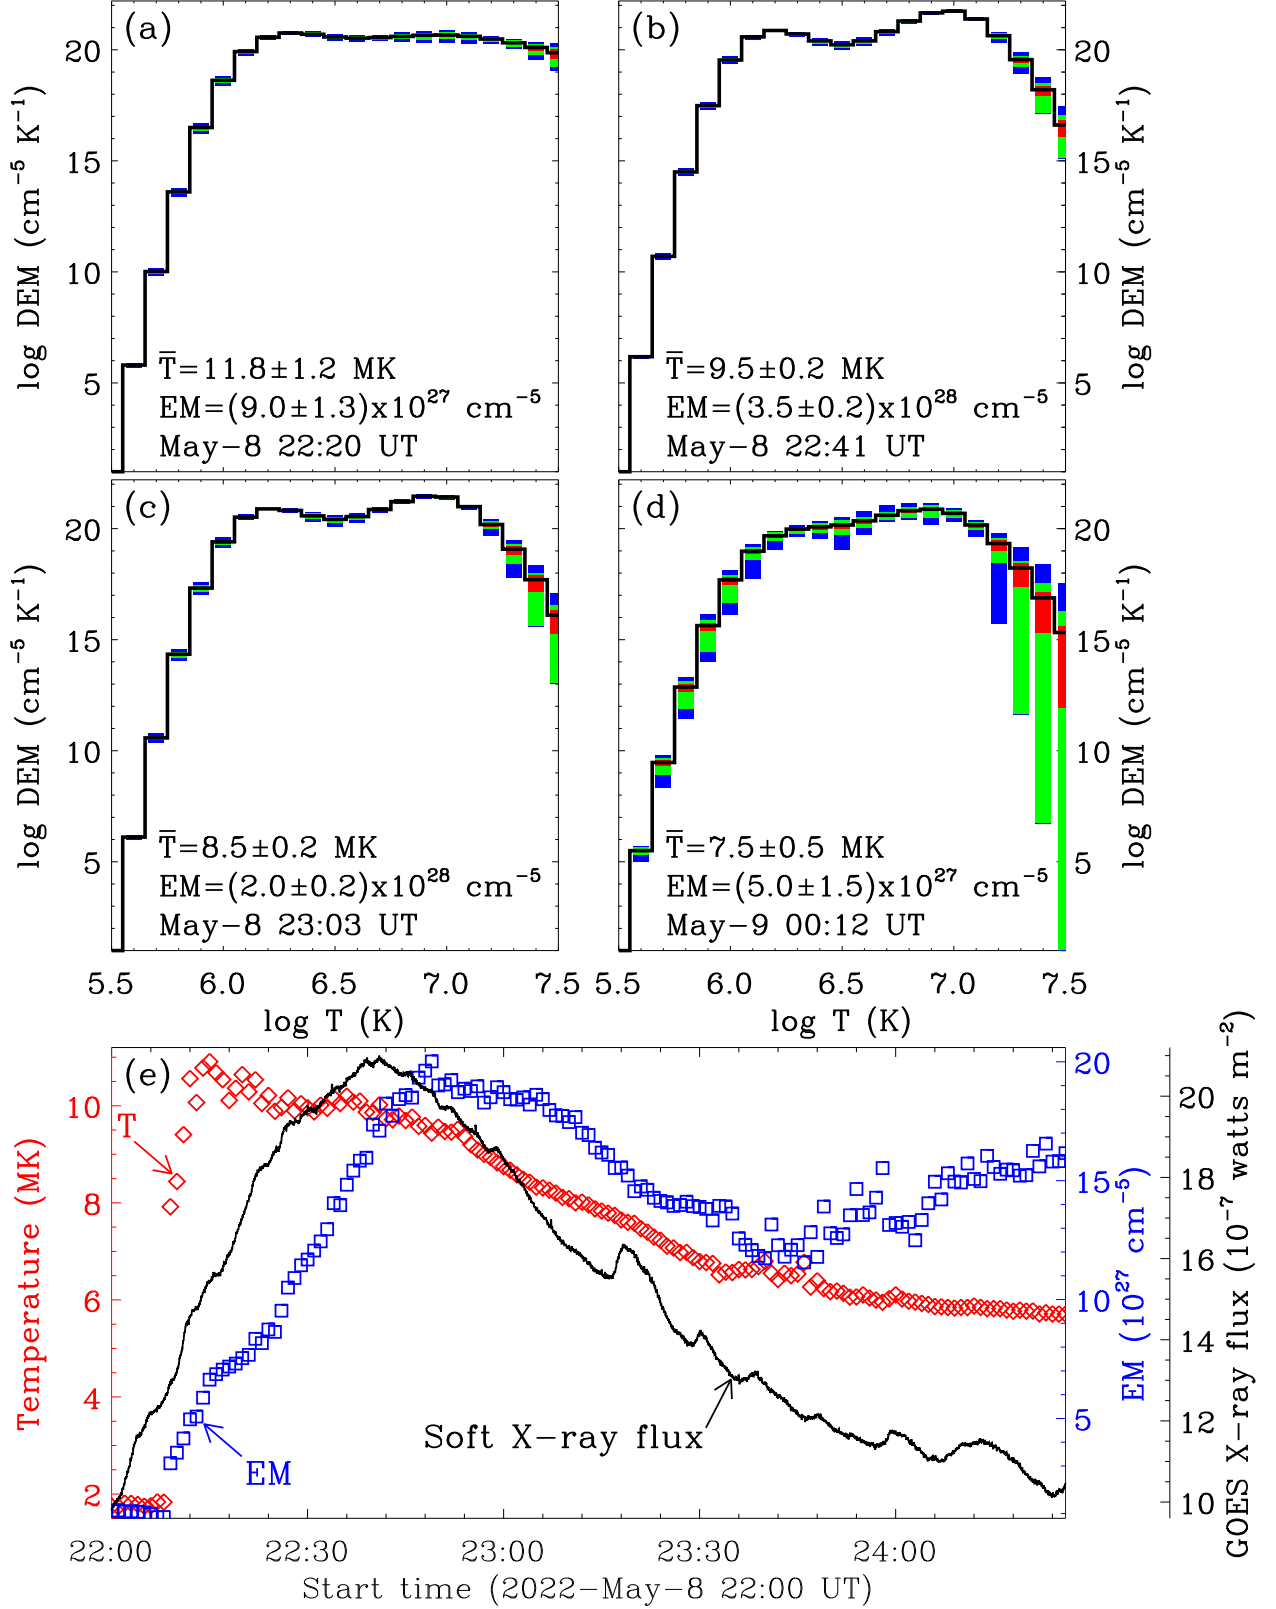 (a)
20
15
10
5
log DEM (cm⁻⁵ K⁻¹)
T̅=11.8±1.2 MK
EM=(9.0±1.3)x10²⁷ cm⁻⁵
May−8 22:20 UT
(b)
20
15
10
5
log DEM (cm⁻⁵ K⁻¹)
T̅=9.5±0.2 MK
EM=(3.5±0.2)x10²⁸ cm⁻⁵
May−8 22:41 UT
(c)
20
15
10
5
log DEM (cm⁻⁵ K⁻¹)
T̅=8.5±0.2 MK
EM=(2.0±0.2)x10²⁸ cm⁻⁵
May−8 23:03 UT
5.5 6.0 6.5 7.0 7.5
log T (K)
(d)
20
15
10
5
log DEM (cm⁻⁵ K⁻¹)
T̅=7.5±0.5 MK
EM=(5.0±1.5)x10²⁷ cm⁻⁵
May−9 00:12 UT
5.5 6.0 6.5 7.0 7.5
log T (K)
(e)
10
8
6
4
2
Temperature (MK)
T
EM
Soft X−ray flux
20
15
10
5
EM (10²⁷ cm⁻⁵)
20
18
16
14
12
10
GOES X−ray flux (10⁻⁷ watts m⁻²)
22:00 22:30 23:00 23:30 24:00
Start time (2022−May−8 22:00 UT)